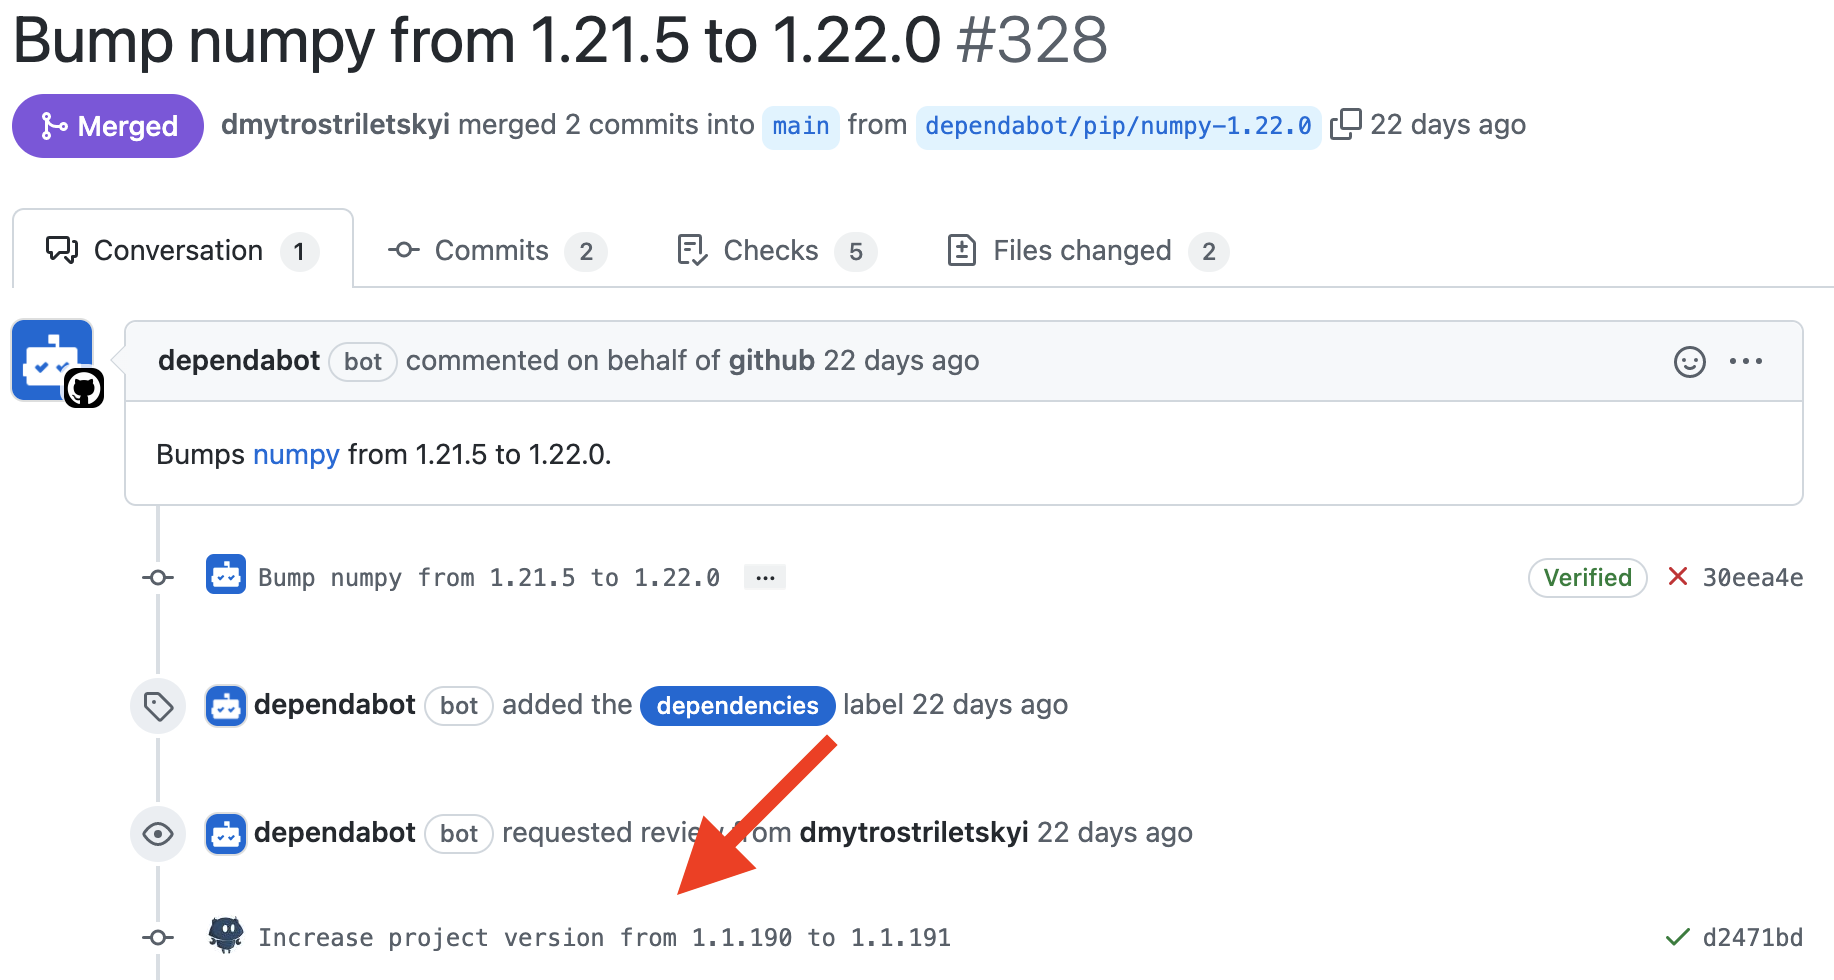 Bump numpy from 1.21.5 to 1.22.0 #328
Merged dmytrostriletskyi merged 2 commits into main from dependabot/pip/numpy-1.22.0 22 days ago
Conversation 1 Commits 2 Checks 5 Files changed 2
dependabot bot commented on behalf of github 22 days ago
Bumps numpy from 1.21.5 to 1.22.0.
Bump numpy from 1.21.5 to 1.22.0 ... Verified 30eea4e
dependabot bot added the dependencies label 22 days ago
dependabot bot requested review from dmytrostriletskyi 22 days ago
Increase project version from 1.1.190 to 1.1.191 d2471bd